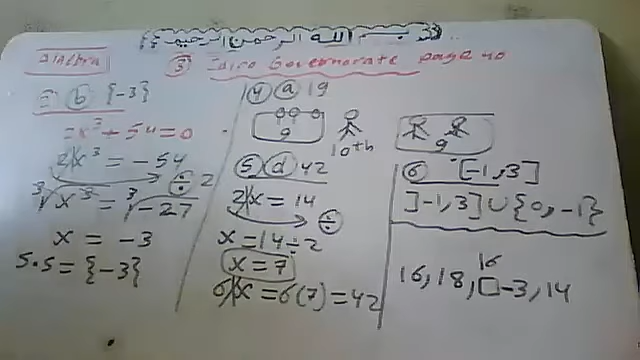 بسم الله الرحمن الرحيم
Algebra
5 Cairo Governorate page 40
b {-3}
2x³ + 54 = 0
2x³ = -54
÷ 2
∛x³ = ∛-27
x = -3
S.S = {-3}
4 a 19
9
10th
9
5 d 42
2x = 14
÷
x = 14 ÷ 2
x = 7
6x = 6(7) = 42
6 [-1,3]
]-1,3] ∪ {0,-1}
16
16, 18, □-3, 14